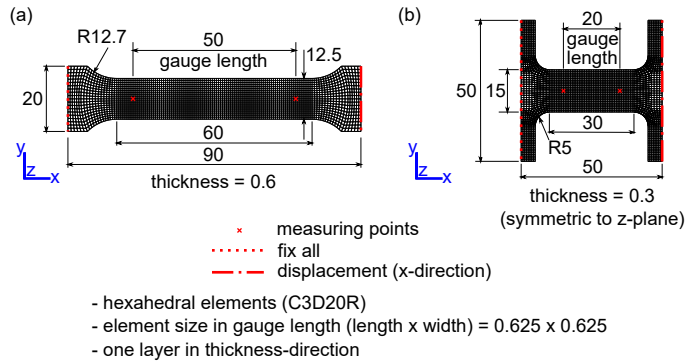 (a)
R12.7
50
gauge length
12.5
20
60
90
y
z
x
thickness = 0.6
(b)
20
gauge
length
50
15
30
R5
50
y
z
x
thickness = 0.3
(symmetric to z-plane)
measuring points
fix all
displacement (x-direction)
- hexahedral elements (C3D20R)
- element size in gauge length (length x width) = 0.625 x 0.625
- one layer in thickness-direction